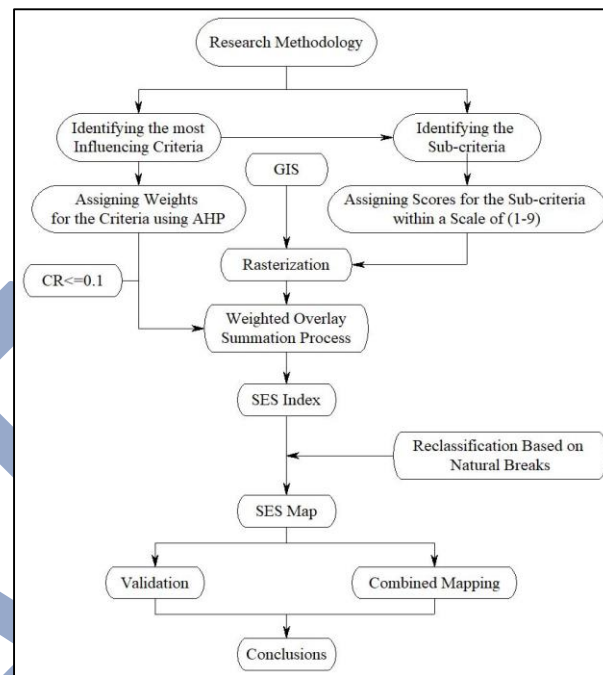 Research Methodology
Identifying the most
Influencing Criteria
Identifying the
Sub-criteria
GIS
Assigning Weights
for the Criteria using AHP
Assigning Scores for the Sub-criteria
within a Scale of (1-9)
Rasterization
CR<=0.1
Weighted Overlay
Summation Process
SES Index
Reclassification Based on
Natural Breaks
SES Map
Validation
Combined Mapping
Conclusions